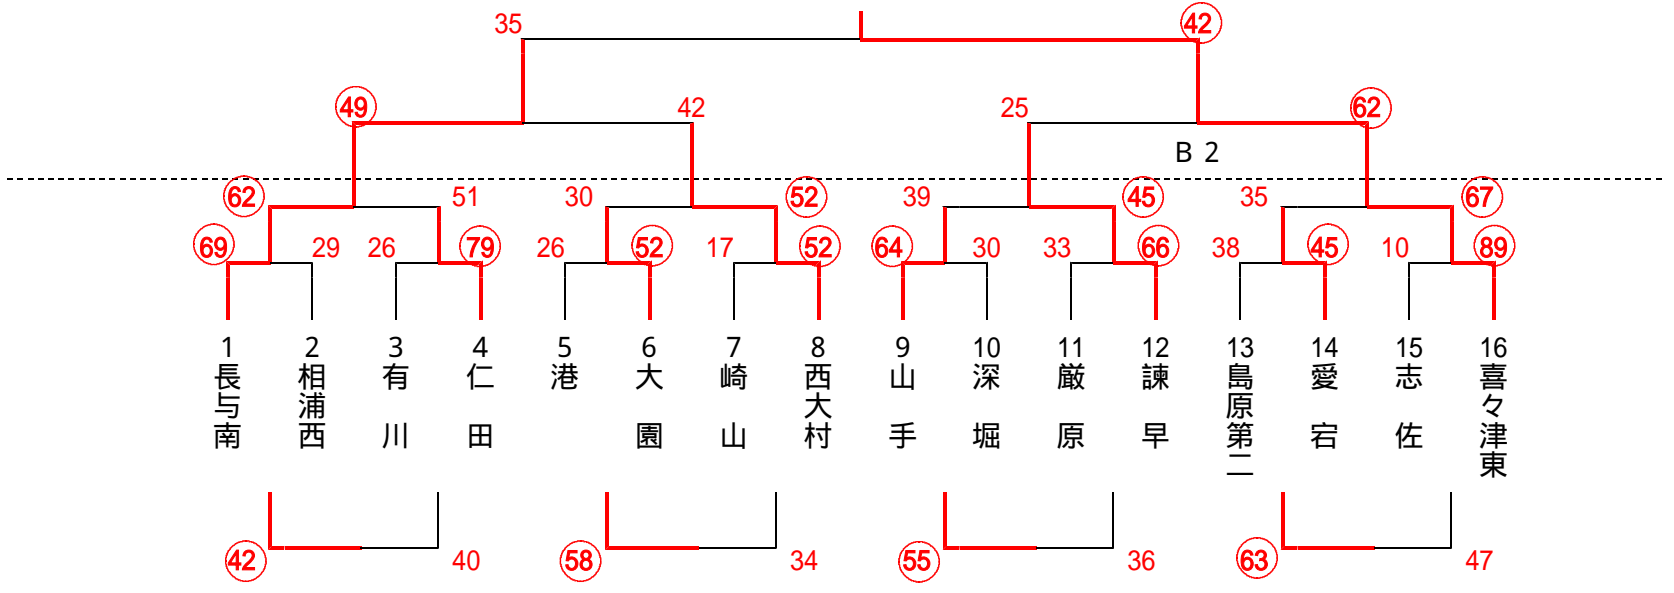 35 42
49 42 25 62
B 2
62 51 30 52 39 45 35 67
69 29 26 79 26 52 17 52 64 30 33 66 38 45 10 89
1 2 3 4 5 6 7 8 9 10 11 12 13 14 15 16
長与南
相浦西
有川
仁田
港
大園
崎山
西大村
山手
深堀
厳原
諫早
島原第二
愛宕
志佐
喜々津東
42 40 58 34 55 36 63 47